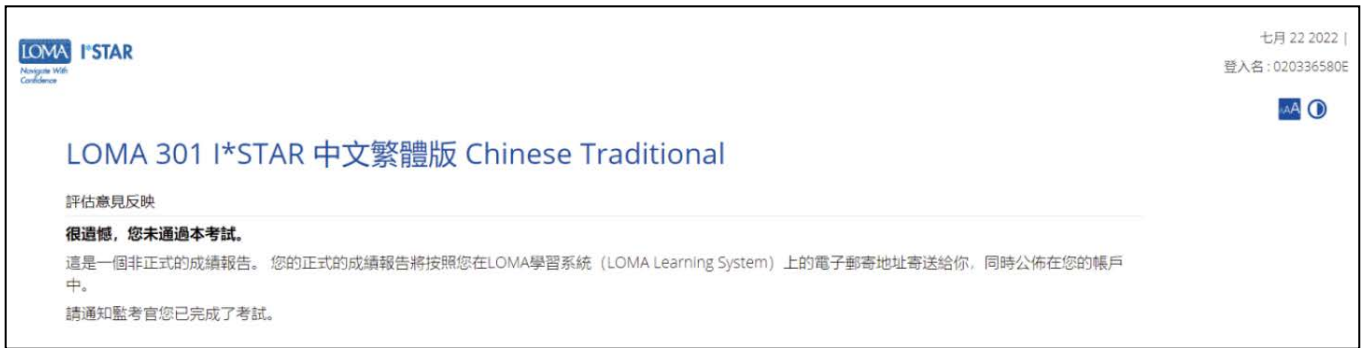 LOMA I*STAR
Navigate With
Confidence
七月 22 2022 |
登入名 : 020336580E
AAA
LOMA 301 I*STAR 中文繁體版 Chinese Traditional
評估意見反映
很遺憾，您未通過本考試。
這是一個非正式的成績報告。 您的正式的成績報告將按照您在LOMA學習系統（LOMA Learning System）上的電子郵寄地址寄送給你，同時公佈在您的帳戶
中。
請通知監考官您已完成了考試。